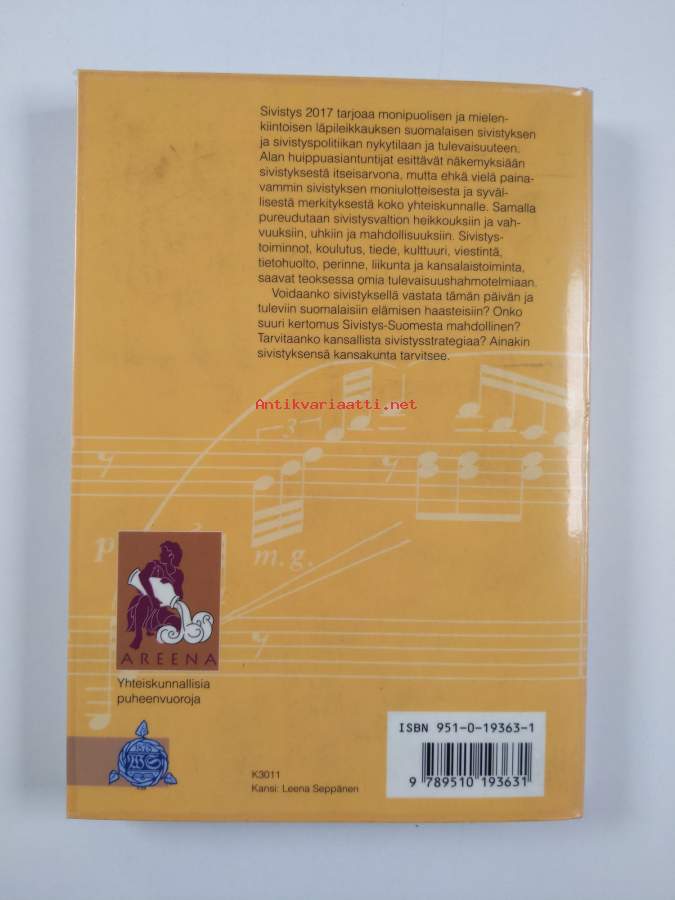 Sivistys 2017 tarjoaa monipuolisen ja mielen-
kiintoisen läpileikkauksen suomalaisen sivistyksen
ja sivistyspolitiikan nykytilaan ja tulevaisuuteen.
Alan huippuasiantuntijat esittävät näkemyksiään
sivistyksestä itseisarvona, mutta ehkä vielä paina-
vammin sivistyksen moniulotteisesta ja syväl-
lisestä merkityksestä koko yhteiskunnalle. Samalla
pureudutaan sivistysvaltion heikkouksiin ja vah-
vuuksiin, uhkiin ja mahdollisuuksiin. Sivistys-
toiminnot, koulutus, tiede, kulttuuri, viestintä,
tietohuolto, perinne, liikunta ja kansalaistoiminta,
saavat teoksessa omia tulevaisuushahmotelmiaan.
Voidaanko sivistyksellä vastata tämän päivän ja
tuleviin suomalaisiin elämisen haasteisiin? Onko
suuri kertomus Sivistys-Suomesta mahdollinen?
Tarvitaanko kansallista sivistysstrategiaa? Ainakin
sivistyksensä kansakunta tarvitsee.
Antikvariaatti.net
3
p
m.g.
AREENA
Yhteiskunnallisia
puheenvuoroja
WS
K3011
Kansi: Leena Seppänen
ISBN 951-0-19363-1
9 789510 193631